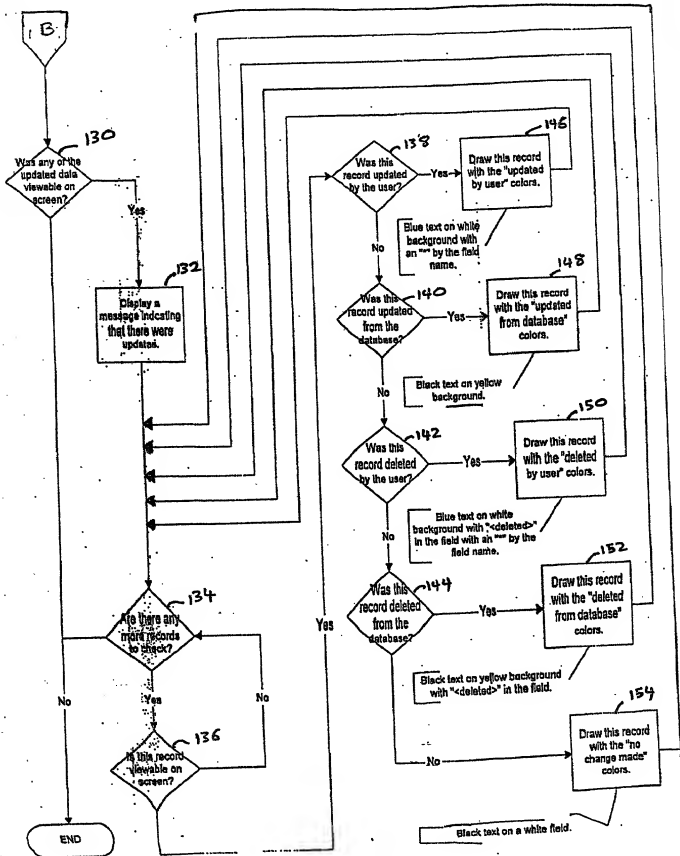 B
130
Was any of the
updated data
viewable on
screen?
Yes
132
Display a
message indicating
that there were
updated.
134
Are there any
more records
to check?
No
Yes
No
136
Is this record
viewable on
screen?
END
Yes
138
Was this
record updated
by the user?
Yes
146
Draw this record
with the "updated
by user" colors.
Blue text on white
background with
an "*" by the field
name.
No
140
Was this
record updated
from the
database?
Yes
148
Draw this record
with the "updated
from database"
colors.
Black text on yellow
background.
No
142
Was this
record deleted
by the user?
Yes
150
Draw this record
with the "deleted
by user" colors.
Blue text on white
background with "<deleted>"
in the field with an "*" by the
field name.
No
144
Was this
record deleted
from the
database?
Yes
152
Draw this record
with the "deleted
from database"
colors.
Black text on yellow background
with "<deleted>" in the field.
No
154
Draw this record
with the "no
change made"
colors.
Black text on a white field.